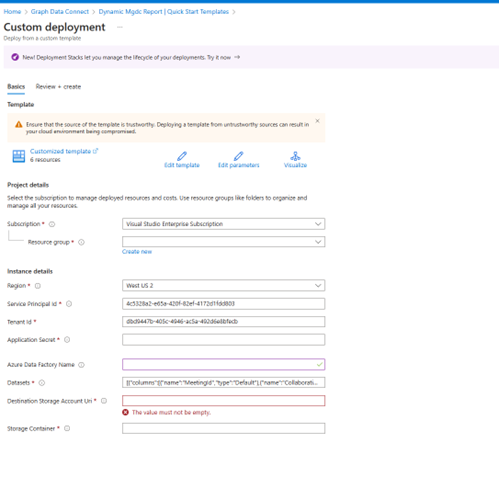 Home > Graph Data Connect > Dynamic Mgdc Report | Quick Start Templates >
Custom deployment ...
Deploy from a custom template
New! Deployment Stacks let you manage the lifecycle of your deployments. Try it now →
Basics Review + create
Template
Ensure that the source of the template is trustworthy. Deploying a template from untrustworthy sources can result in
your cloud environment being compromised.
Customized template
6 resources
Edit template Edit parameters Visualize
Project details
Select the subscription to manage deployed resources and costs. Use resource groups like folders to organize and
manage all your resources.
Subscription * Visual Studio Enterprise Subscription
Resource group *
Create new
Instance details
Region * West US 2
Service Principal Id * 4c5328a2-e65a-420f-82ef-4172d1fdd803
Tenant Id * dbd9447b-405c-4946-ac5a-492d6e8bfecb
Application Secret *
Azure Data Factory Name
Datasets * [{"columns":[{"name":"MeetingId","type":"Default"},{"name":"Collaborati...
Destination Storage Account Uri *
The value must not be empty.
Storage Container *